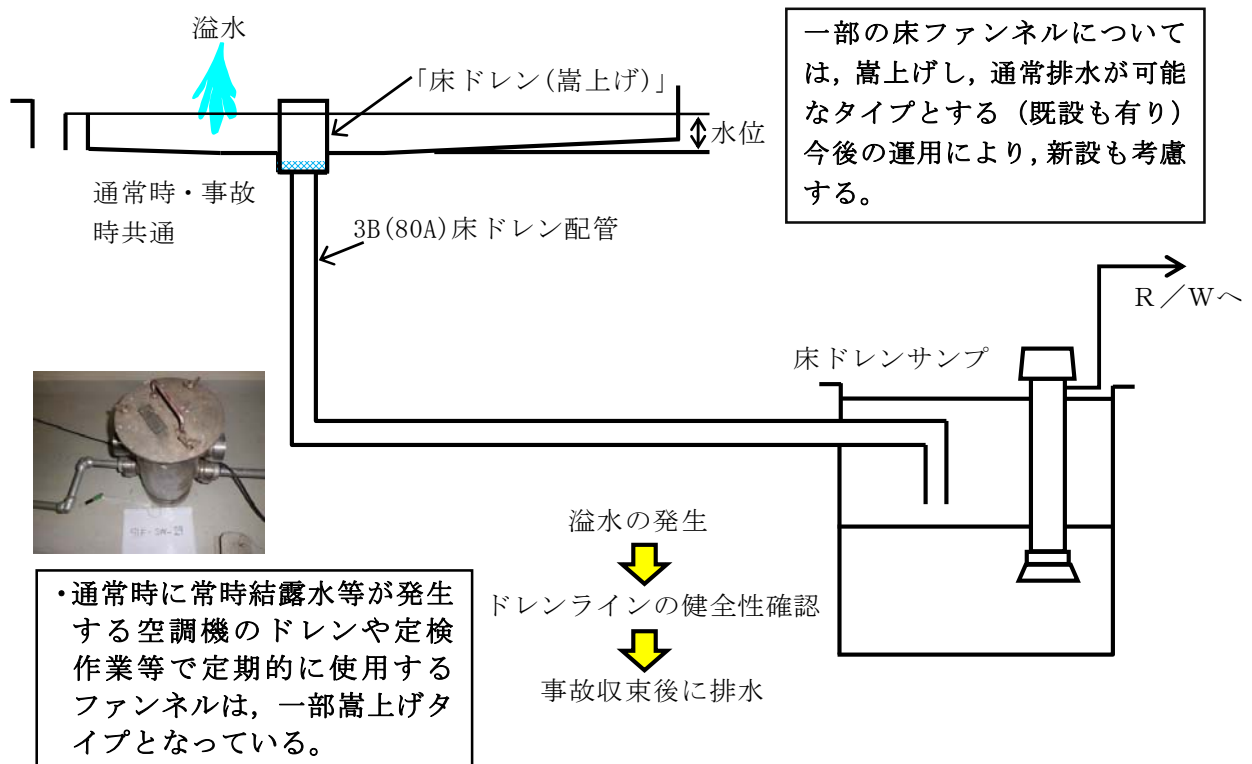 溢水
「床ドレン(嵩上げ)」
水位
通常時・事故
時共通
3B(80A)床ドレン配管
一部の床ファンネルについて
は，嵩上げし，通常排水が可能
なタイプとする（既設も有り）
今後の運用により，新設も考慮
する。
R／Wへ
床ドレンサンプ
溢水の発生
ドレンラインの健全性確認
事故収束後に排水
・通常時に常時結露水等が発生
する空調機のドレンや定検
作業等で定期的に使用する
ファンネルは，一部嵩上げタ
イプとなっている。